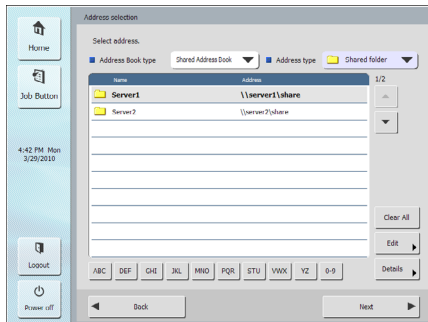 Address selection
Home
Select address.
Address Book type
Shared Address Book
Address type
Shared folder
Name
Address
1/2
Job Button
Server1
\\server1\share
Server2
\\server2\share
4:42 PM Mon
3/29/2010
Clear All
Edit
Logout
ABC DEF GHI JKL MNO PQR STU VWX YZ 0-9
Details
Power off
Back
Next